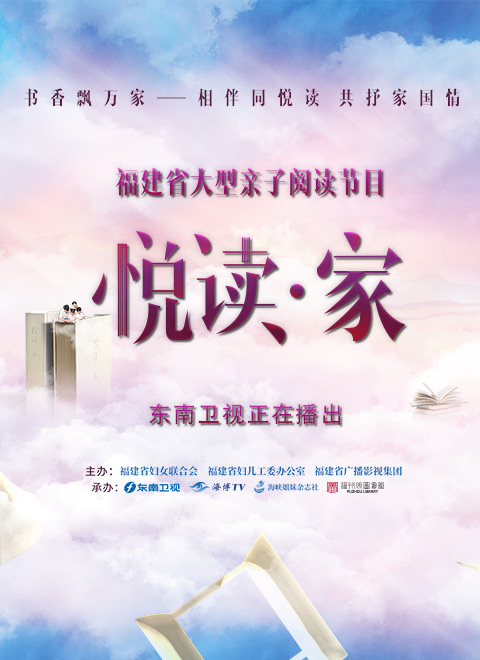 书香飘万家——相伴同悦读 共抒家国情
福建省大型亲子阅读节目
悦读·家
东南卫视正在播出
主办：福建省妇女联合会 福建省妇儿工委办公室 福建省广播影视集团
承办：东南卫视 海博TV 海峡姐妹杂志社 福州市图书馆 FUZHOU LIBRARY